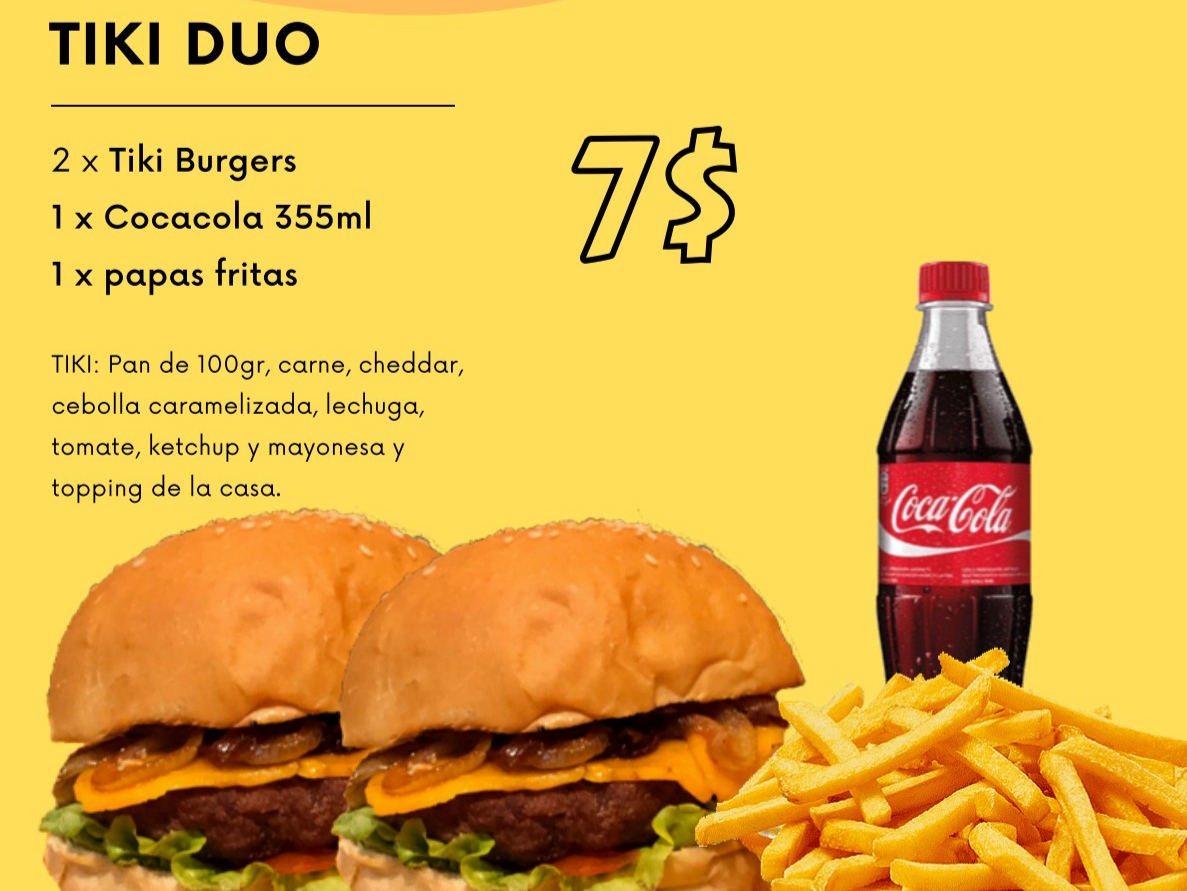 TIKI DUO
2 x Tiki Burgers
1 x Cocacola 355ml
1 x papas fritas
7$
TIKI: Pan de 100gr, carne, cheddar,
cebolla caramelizada, lechuga,
tomate, ketchup y mayonesa y
topping de la casa.
Coca-Cola